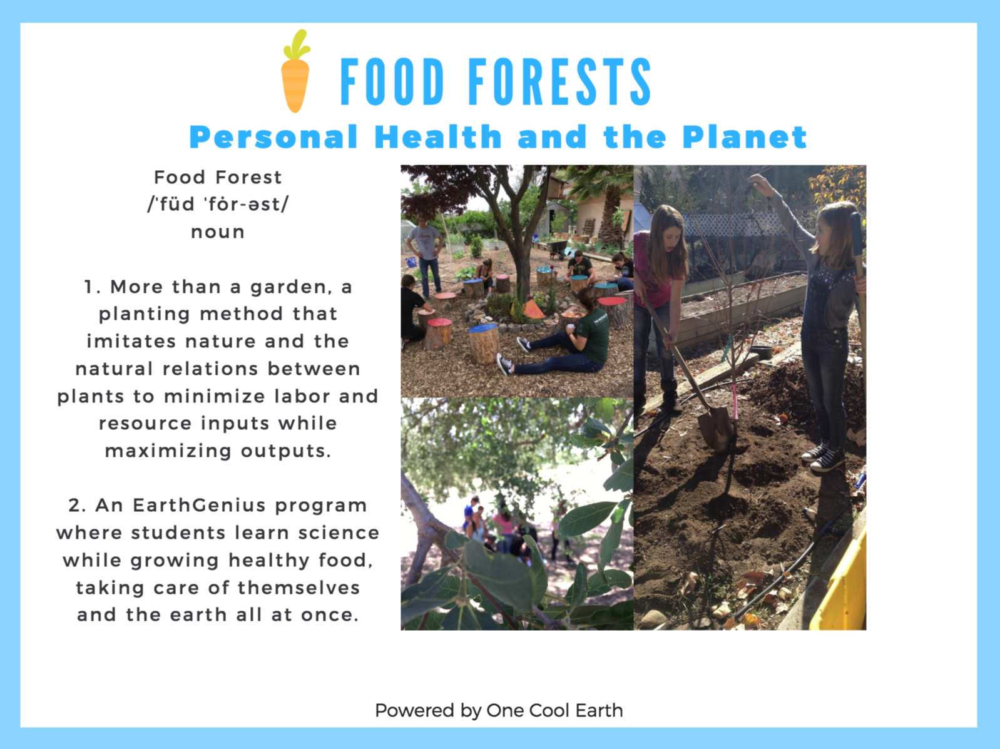 FOOD FORESTS
Personal Health and the Planet
Food Forest
/ˈfüd ˈfȯr-əst/
noun
1. More than a garden, a
planting method that
imitates nature and the
natural relations between
plants to minimize labor and
resource inputs while
maximizing outputs.
2. An EarthGenius program
where students learn science
while growing healthy food,
taking care of themselves
and the earth all at once.
Powered by One Cool Earth